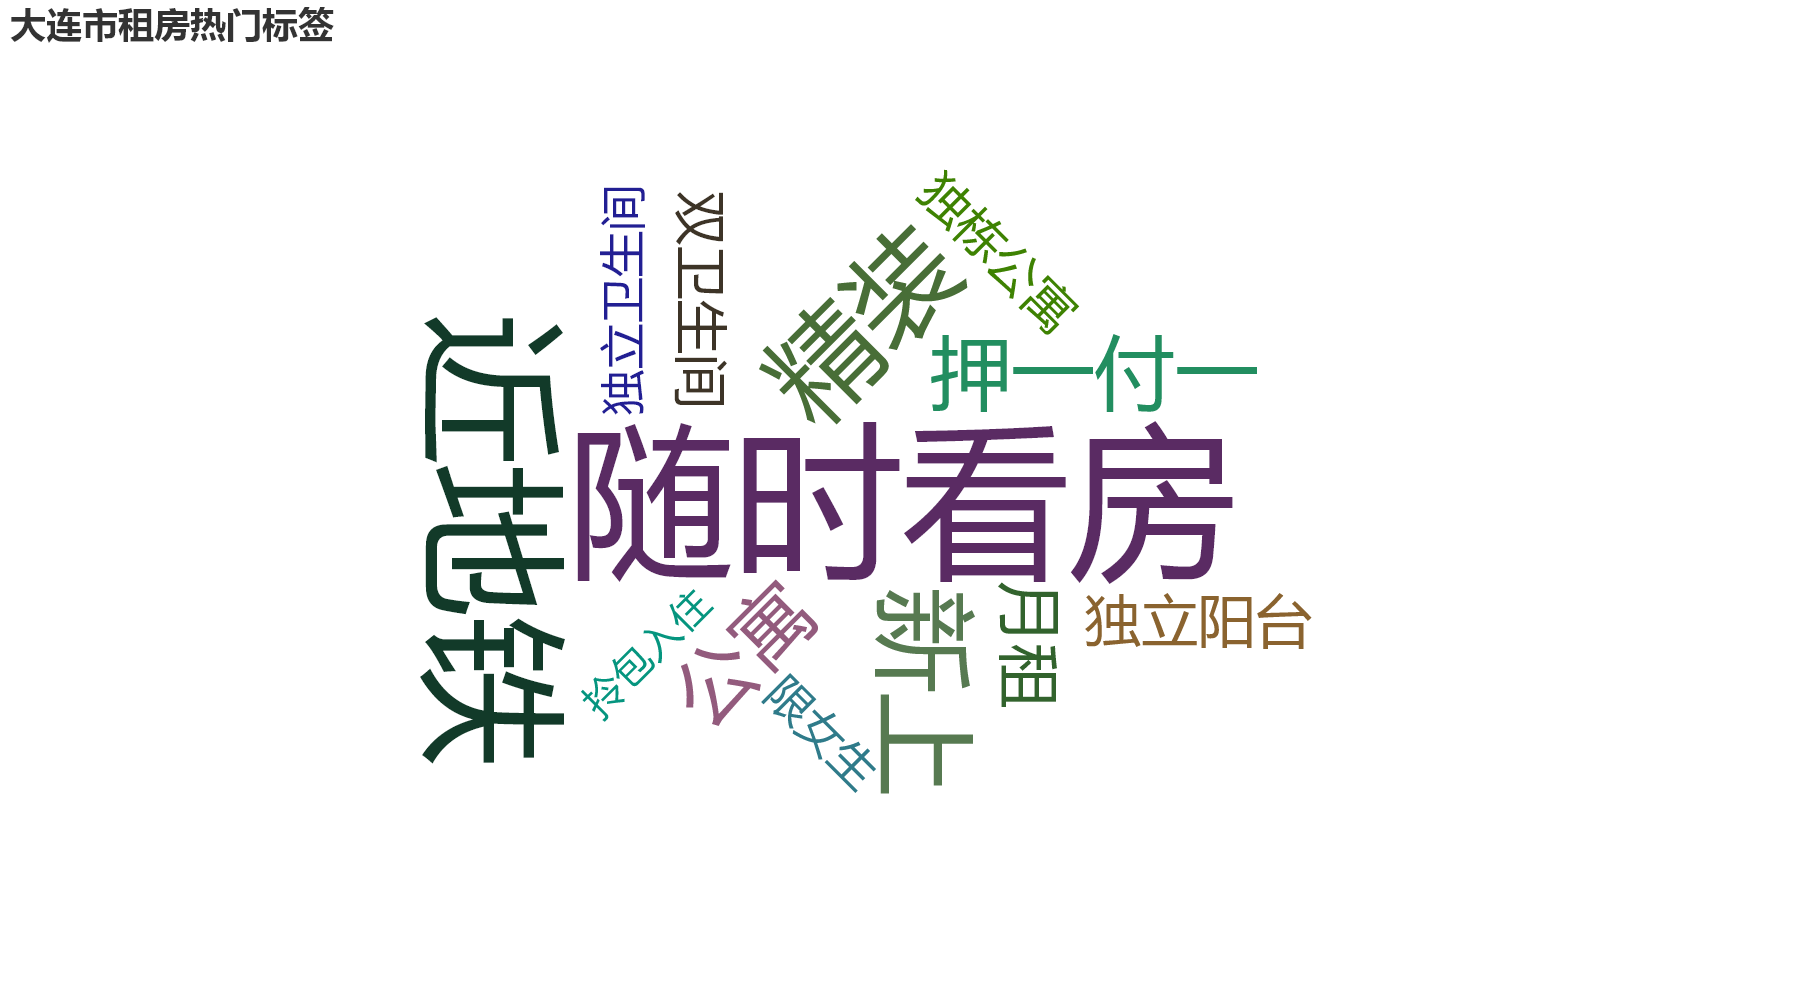 大连市租房热门标签
独立卫生间
双卫生间
独栋公寓
精装
押一付一
近地铁
随时看房
拎包入住
公寓
限女生
新上
月租
独立阳台